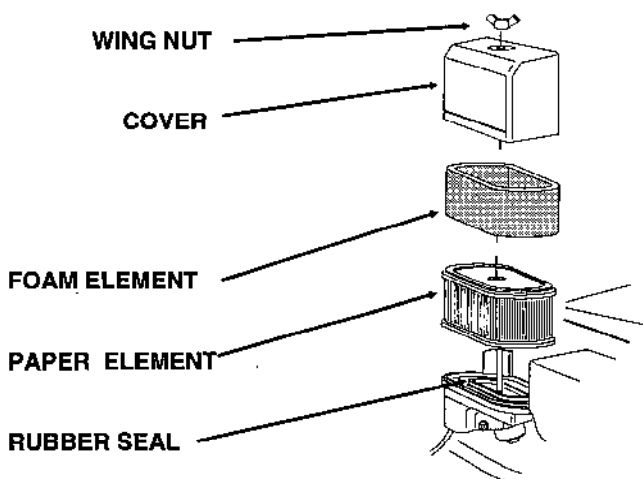 WING NUT
COVER
FOAM ELEMENT
PAPER ELEMENT
RUBBER SEAL